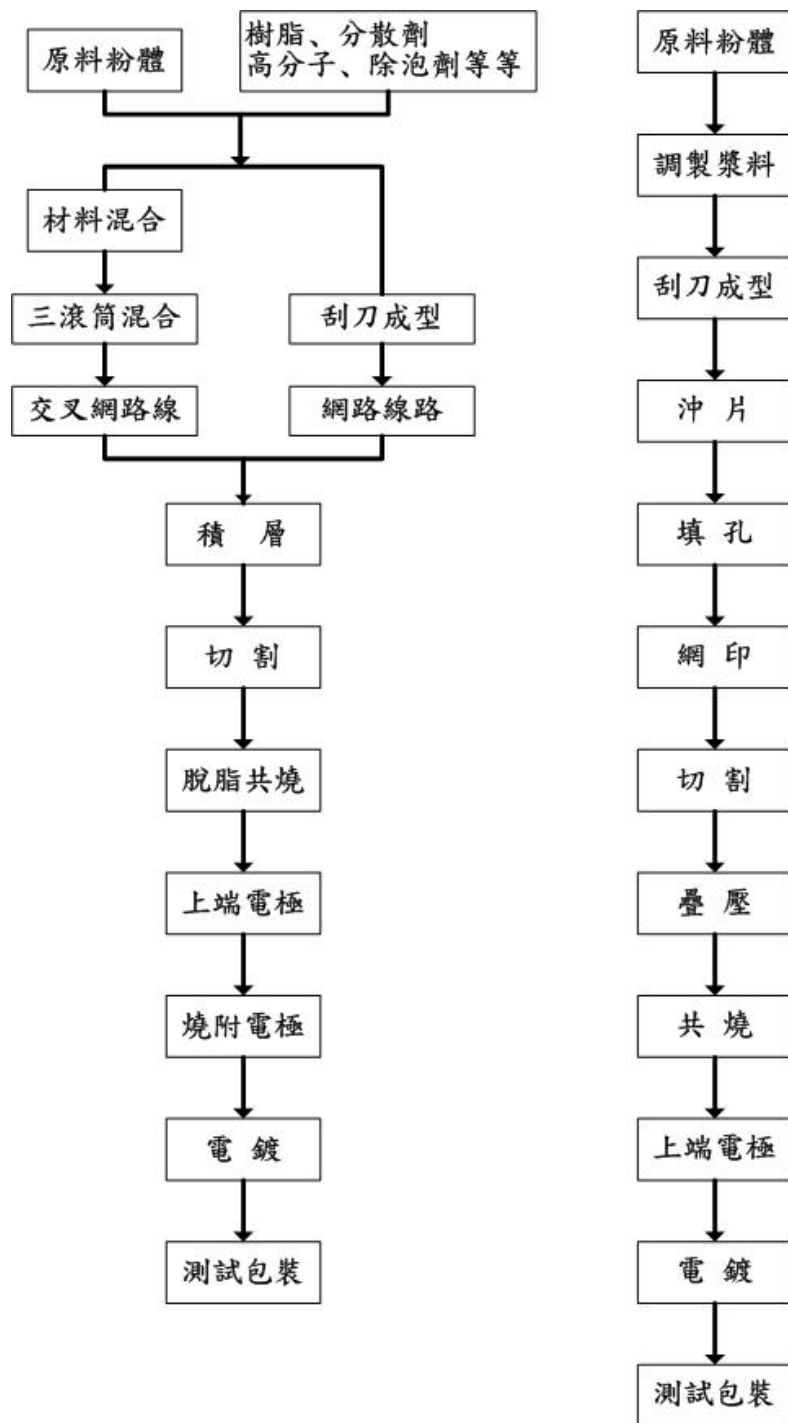 原料粉體
樹脂、分散劑
高分子、除泡劑等等
材料混合
三滾筒混合
刮刀成型
交叉網路線
網路線路
積 層
切 割
脫脂共燒
上端電極
燒附電極
電 鍍
測試包裝
原料粉體
調製漿料
刮刀成型
沖 片
填 孔
網 印
切 割
疊 壓
共 燒
上端電極
電 鍍
測試包裝